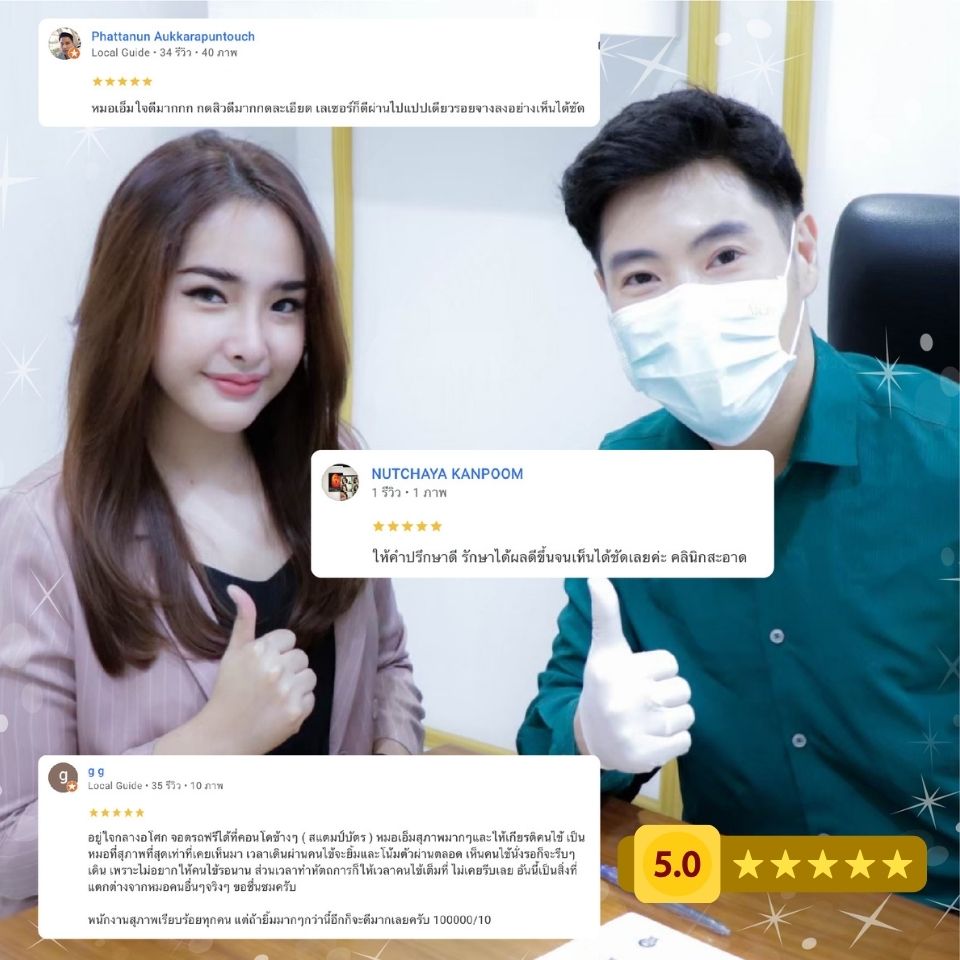 Phattanun Aukkarapuntouch
Local Guide • 34 รีวิว • 40 ภาพ
หมอเอ็มใจดีมากกก กดสิวดีมากกดละเอียด เลเซอร์ก็ดีผ่านไปแปปเดียวรอยจางลงอย่างเห็นได้ชัด
NUTCHAYA KANPOOM
1 รีวิว • 1 ภาพ
ให้คำปรึกษาดี รักษาได้ผลดีขึ้นจนเห็นได้ชัดเลยค่ะ คลินิกสะอาด
g
g g
Local Guide • 35 รีวิว • 10 ภาพ
อยู่ใจกลางอโศก จอดรถฟรีได้ที่คอนโดข้างๆ ( สแตมป์บัตร ) หมอเอ็มสุภาพมากๆและให้เกียรติคนไข้ เป็น
หมอที่สุภาพที่สุดเท่าที่เคยเห็นมา เวลาเดินผ่านคนไข้จะยิ้มและโน้มตัวผ่านตลอด เห็นคนไข้นั่งรอก็จะรีบๆ
เดิน เพราะไม่อยากให้คนไข้รอนาน ส่วนเวลาทำหัตถการก็ให้เวลาคนไข้เต็มที่ ไม่เคยรีบเลย อันนี้เป็นสิ่งที่
แตกต่างจากหมอคนอื่นๆจริงๆ ขอชื่นชมครับ
พนักงานสุภาพเรียบร้อยทุกคน แต่ถ้ายิ้มมากๆกว่านี้อีกก็จะดีมากเลยครับ 100000/10
5.0